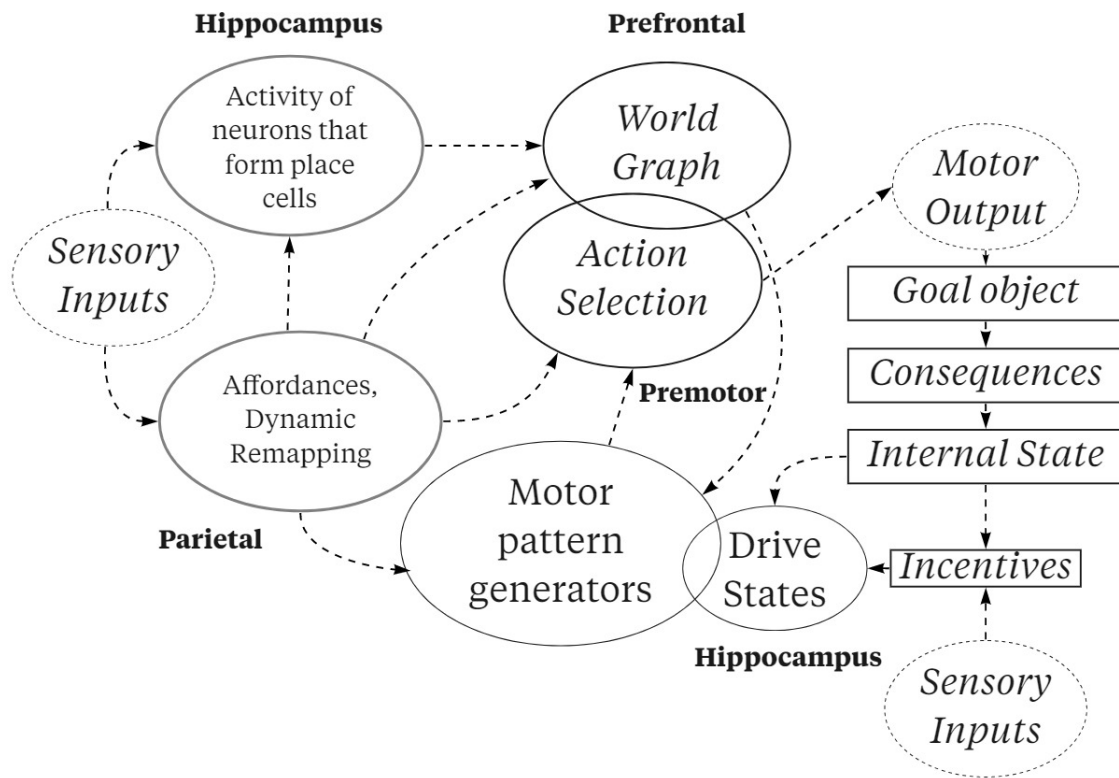 Hippocampus
Prefrontal
Activity of
neurons that
form place
cells
World
Graph
Motor
Output
Sensory
Inputs
Action
Selection
Goal object
Affordances,
Dynamic
Remapping
Premotor
Consequences
Internal State
Parietal
Motor
pattern
generators
Drive
States
Incentives
Hippocampus
Sensory
Inputs